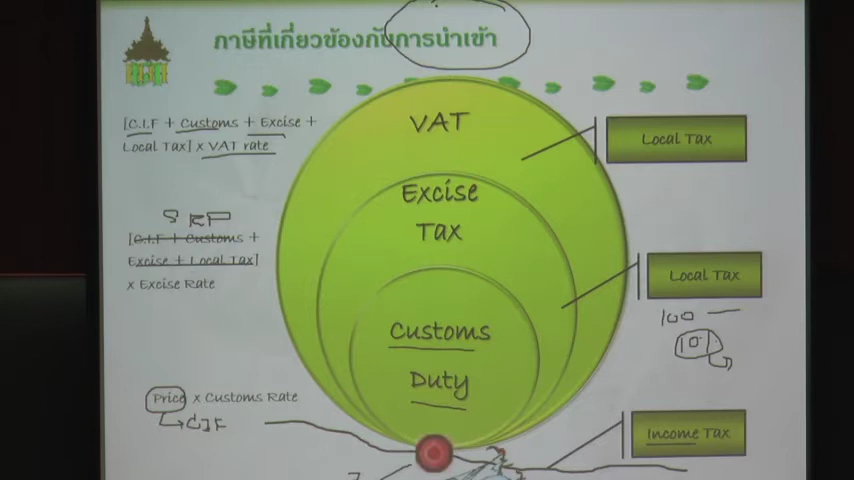 ภาษีที่เกี่ยวข้องกับการนำเข้า
[C.I.F + Customs + Excise +
Local Tax] x VAT rate
VAT
Local Tax
Excise
Tax
SRP
[C.I.F + Customs +
Excise + Local Tax]
x Excise Rate
Local Tax
100
10
Customs
Duty
Price x Customs Rate
CIF
Income Tax